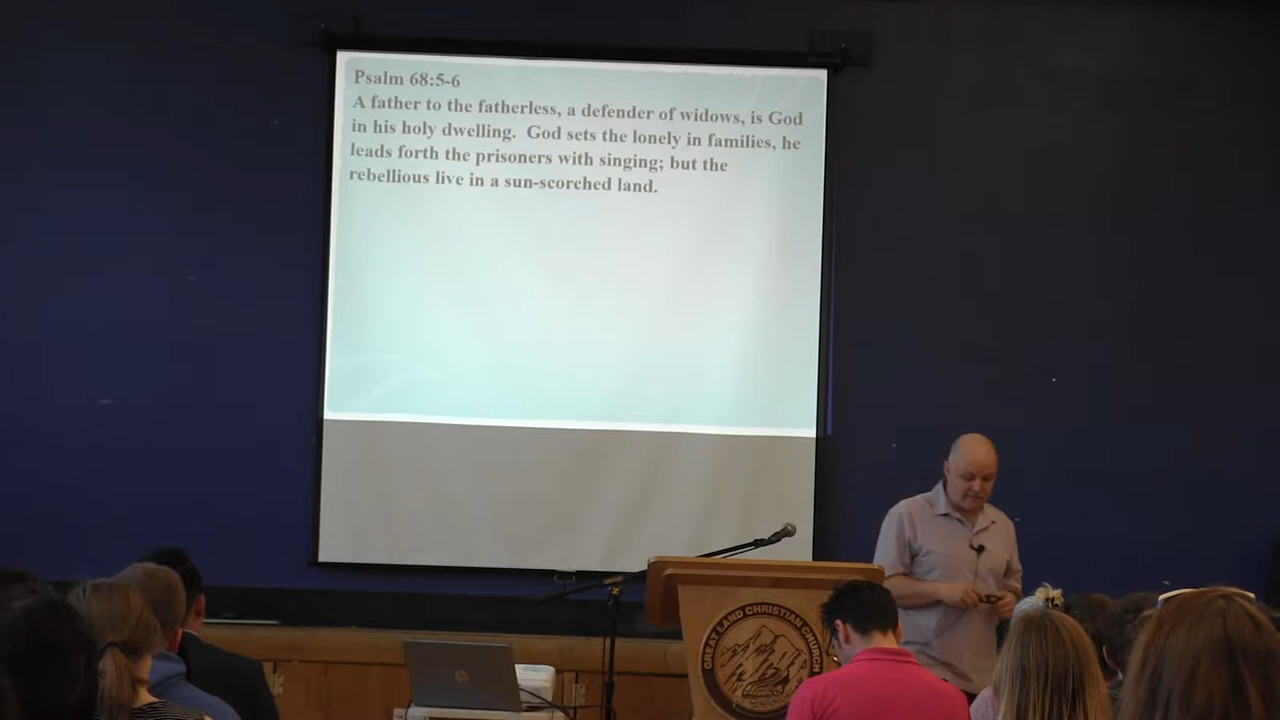 Psalm 68:5-6
A father to the fatherless, a defender of widows, is God
in his holy dwelling.  God sets the lonely in families, he
leads forth the prisoners with singing; but the
rebellious live in a sun-scorched land.
GREAT LAND CHRISTIAN CHURCH